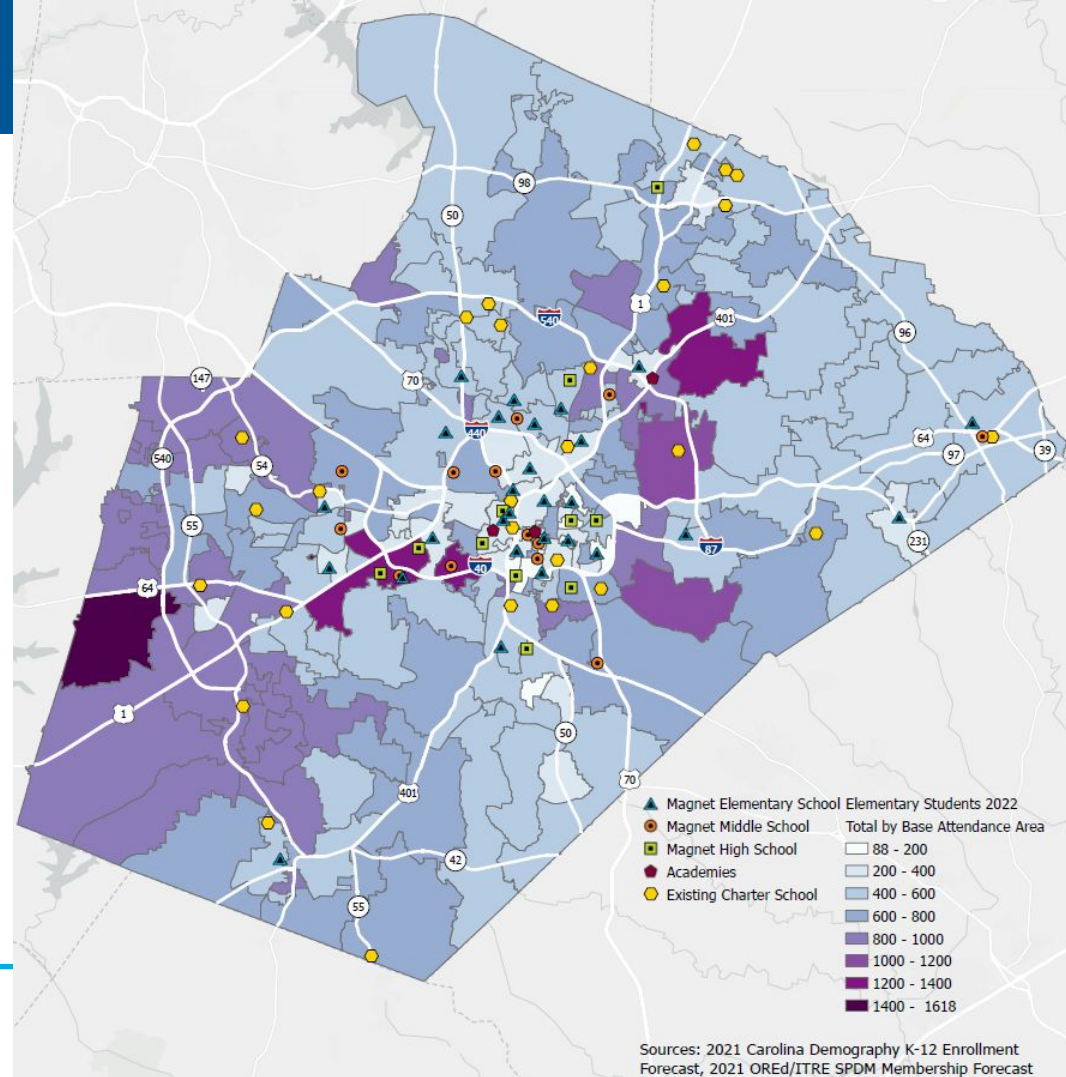 98
50
1
540
401
96
147
70
440
64
97
39
540
54
55
231
87
40
64
1
50
70
401
42
55
Magnet Elementary School
Magnet Middle School
Magnet High School
Academies
Existing Charter School
Elementary Students 2022
Total by Base Attendance Area
88 - 200
200 - 400
400 - 600
600 - 800
800 - 1000
1000 - 1200
1200 - 1400
1400 - 1618
Sources: 2021 Carolina Demography K-12 Enrollment
Forecast, 2021 OREd/ITRE SPDM Membership Forecast